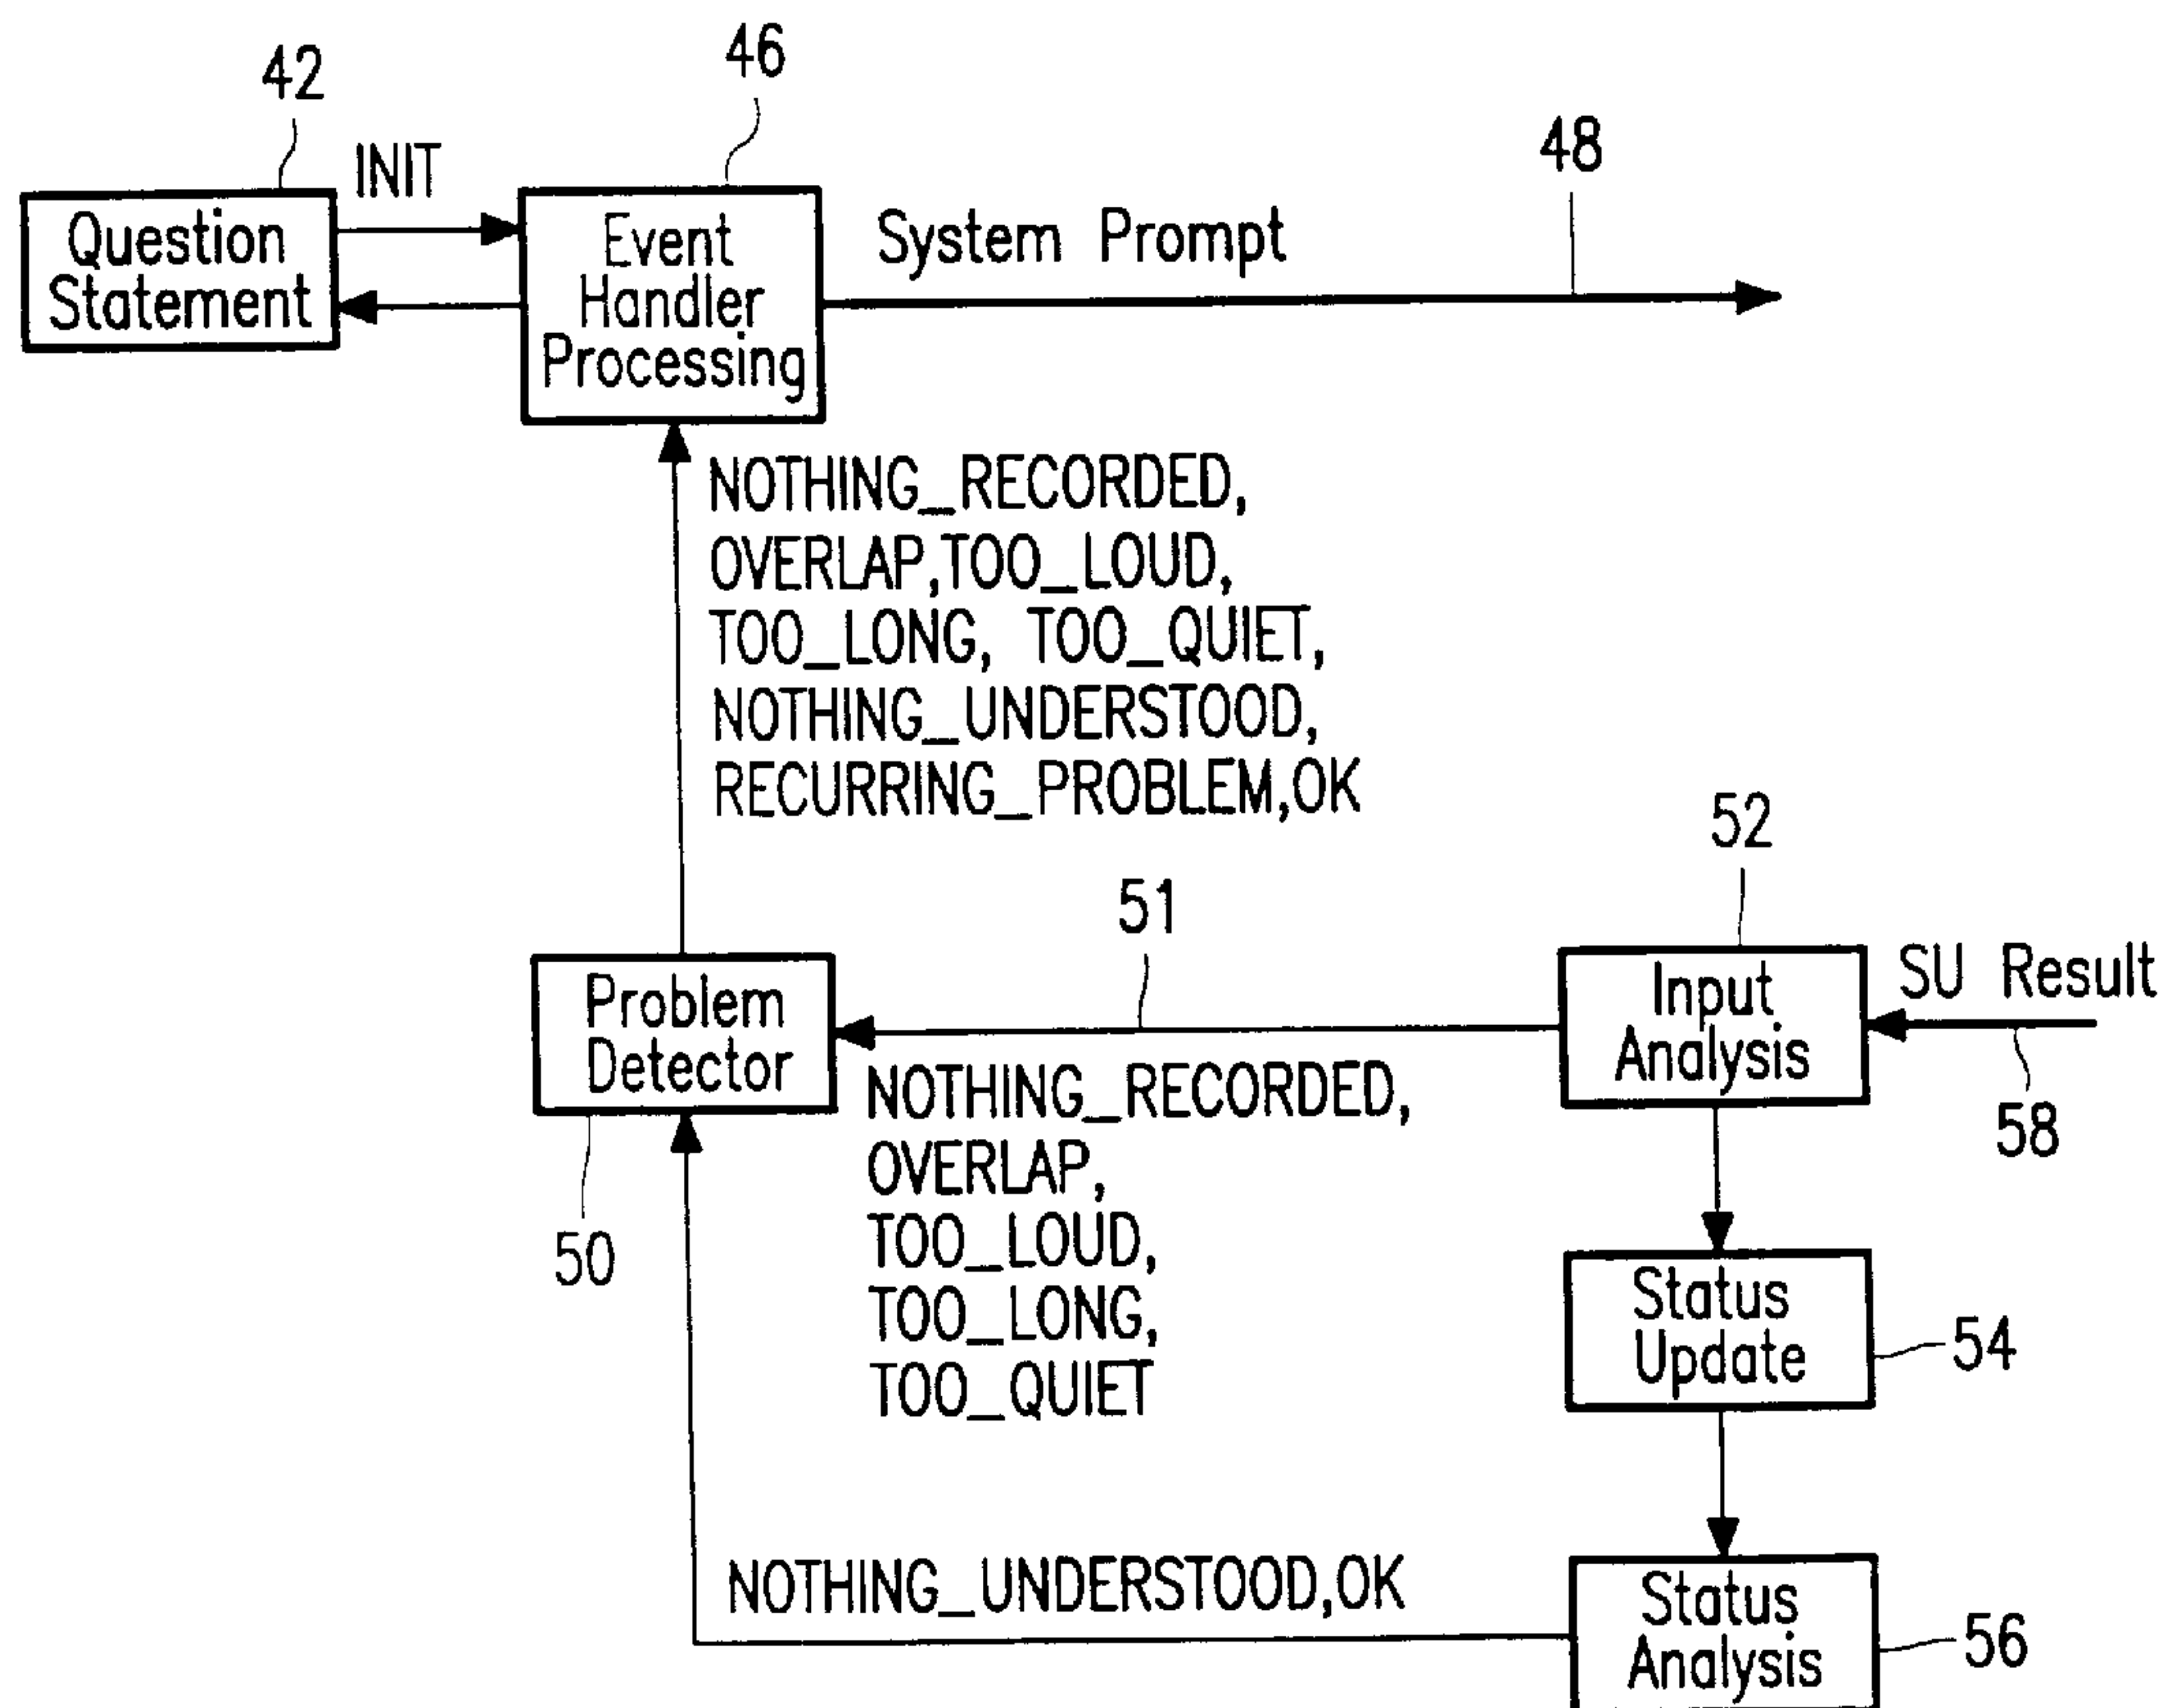 42
46
48
INIT
Question
Statement
Event
Handler
Processing
System Prompt
NOTHING_RECORDED,
OVERLAP,TOO_LOUD,
TOO_LONG, TOO_QUIET,
NOTHING_UNDERSTOOD,
RECURRING_PROBLEM,OK
52
51
Problem
Detector
Input
Analysis
SU Result
58
NOTHING_RECORDED,
OVERLAP,
TOO_LOUD,
TOO_LONG,
TOO_QUIET
50
Status
Update
54
NOTHING_UNDERSTOOD,OK
Status
Analysis
56